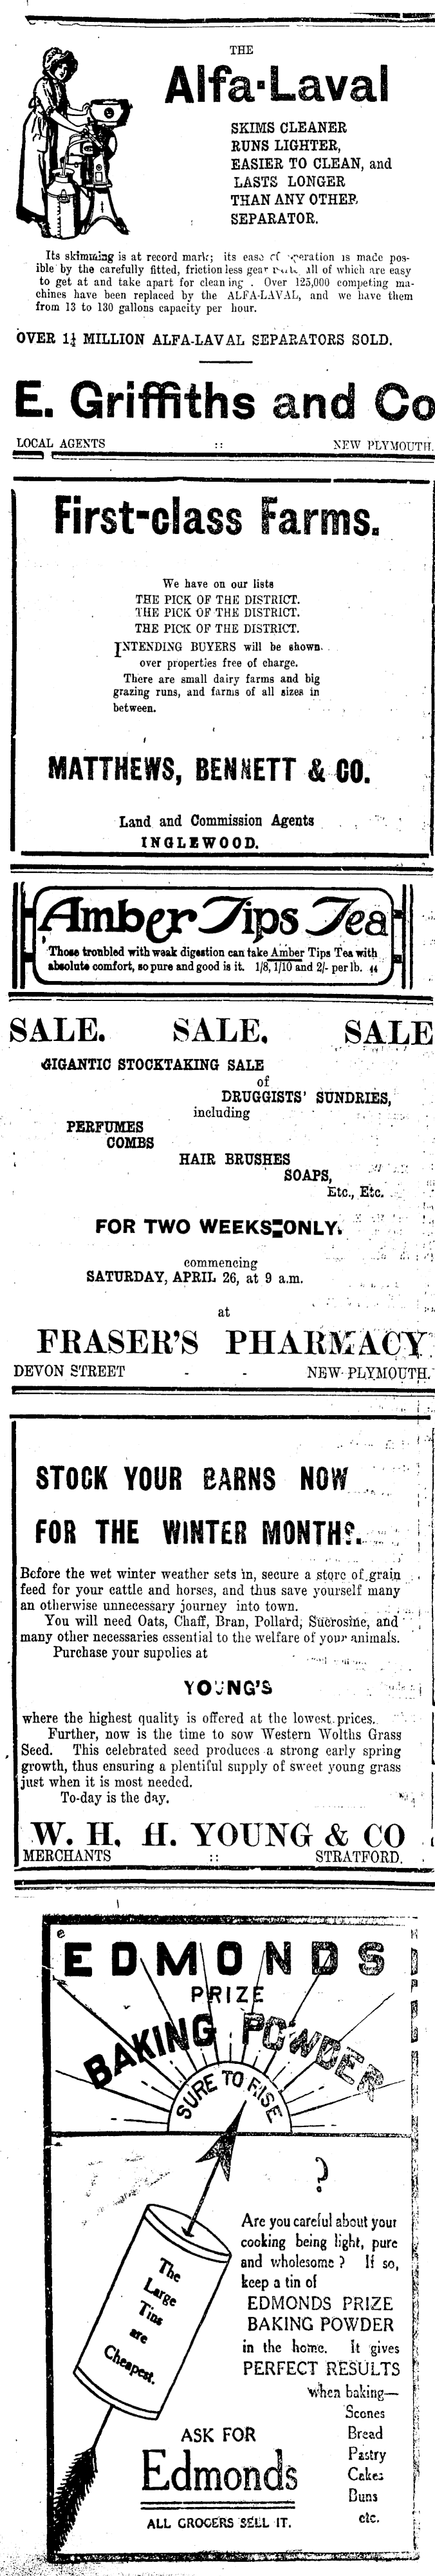 THE
Alfa-Laval
SKIMS CLEANER
RUNS LIGHTER,
EASIER TO CLEAN, and
LASTS LONGER
THAN ANY OTHER
SEPARATOR.
Its skimming is at record mark; its ease of operation is made pos-
ible by the carefully fitted, frictionless gear all of which are easy
to get at and take apart for cleaning. Over 125,000 competing ma-
chines have been replaced by the ALFA-LAVAL, and we have them
from 13 to 130 gallons capacity per hour.
OVER 1¼ MILLION ALFA-LAVAL SEPARATORS SOLD.
E. Griffiths and Co
LOCAL AGENTS :: NEW PLYMOUTH.
First-class Farms.
We have on our lists
THE PICK OF THE DISTRICT.
THE PICK OF THE DISTRICT.
THE PICK OF THE DISTRICT.
INTENDING BUYERS will be shown
over properties free of charge.
There are small dairy farms and big
grazing runs, and farms of all sizes in
between.
MATTHEWS, BENNETT & CO.
Land and Commission Agents
INGLEWOOD.
Amber Tips Tea
Those troubled with weak digestion can take Amber Tips Tea with
absolute comfort, so pure and good is it. 1/8, 1/10 and 2/- per lb. 44
SALE. SALE. SALE
GIGANTIC STOCKTAKING SALE
of
DRUGGISTS' SUNDRIES,
including
PERFUMES
COMBS
HAIR BRUSHES
SOAPS,
Etc., Etc.
FOR TWO WEEKS ONLY.
commencing
SATURDAY, APRIL 26, at 9 a.m.
at
FRASER'S PHARMACY
DEVON STREET - - NEW PLYMOUTH.
STOCK YOUR BARNS NOW
FOR THE WINTER MONTHS.
Before the wet winter weather sets in, secure a store of grain
feed for your cattle and horses, and thus save yourself many
an otherwise unnecessary journey into town.
You will need Oats, Chaff, Bran, Pollard, Sucrosine, and
many other necessaries essential to the welfare of your animals.
Purchase your supplies at
YOUNG'S
where the highest quality is offered at the lowest prices.
Further, now is the time to sow Western Wolths Grass
Seed. This celebrated seed produces a strong early spring
growth, thus ensuring a plentiful supply of sweet young grass
just when it is most needed.
To-day is the day.
W. H. H. YOUNG & CO
MERCHANTS :: STRATFORD.
EDMONDS
PRIZE
BAKING POWDER
SURE TO RISE
?
The
Large
Tins
are
Cheapest.
Are you careful about your
cooking being light, pure
and wholesome? If so,
keep a tin of
EDMONDS PRIZE
BAKING POWDER
in the home. It gives
PERFECT RESULTS
when baking—
Scones
Bread
Pastry
Cakes
Buns
etc.
ASK FOR
Edmonds
ALL GROCERS SELL IT.